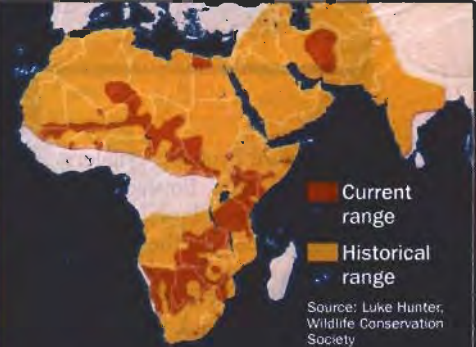 Current
range
Historical
range
Source: Luke Hunter,
Wildlife Conservation
Society